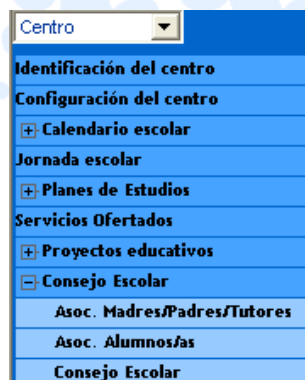 Centro
Identificación del centro
Configuración del centro
Calendario escolar
Jornada escolar
Planes de Estudios
Servicios Ofertados
Proyectos educativos
Consejo Escolar
Asoc. Madres/Padres/Tutores
Asoc. Alumnos/as
Consejo Escolar